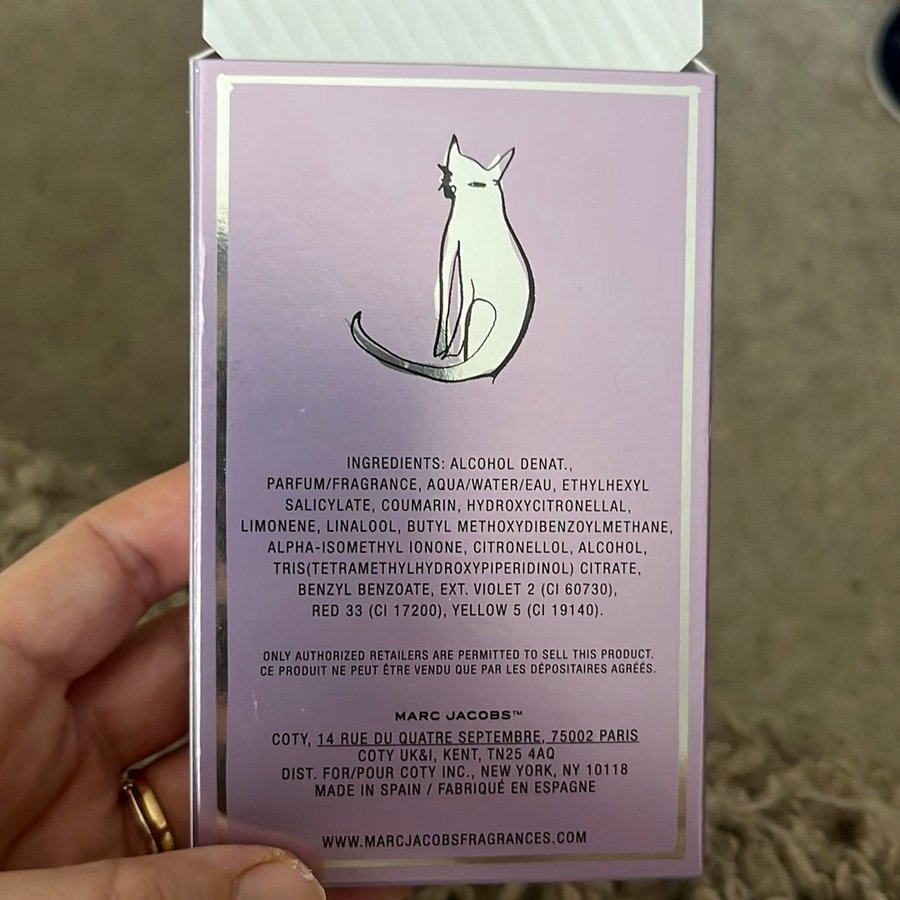 INGREDIENTS: ALCOHOL DENAT.,
PARFUM/FRAGRANCE, AQUA/WATER/EAU, ETHYLHEXYL
SALICYLATE, COUMARIN, HYDROXYCITRONELLAL,
LIMONENE, LINALOOL, BUTYL METHOXYDIBENZOYLMETHANE,
ALPHA-ISOMETHYL IONONE, CITRONELLOL, ALCOHOL,
TRIS(TETRAMETHYLHYDROXYPIPERIDINOL) CITRATE,
BENZYL BENZOATE, EXT. VIOLET 2 (CI 60730),
RED 33 (CI 17200), YELLOW 5 (CI 19140).
ONLY AUTHORIZED RETAILERS ARE PERMITTED TO SELL THIS PRODUCT.
CE PRODUIT NE PEUT ÊTRE VENDU QUE PAR LES DÉPOSITAIRES AGRÉÉS.
MARC JACOBS™
COTY, 14 RUE DU QUATRE SEPTEMBRE, 75002 PARIS
COTY UK&I, KENT, TN25 4AQ
DIST. FOR/POUR COTY INC., NEW YORK, NY 10118
MADE IN SPAIN / FABRIQUÉ EN ESPAGNE
WWW.MARCJACOBSFRAGRANCES.COM